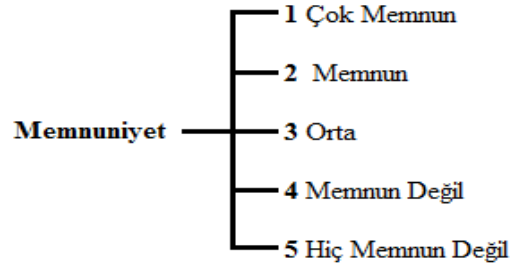 1 Çok Memnun
2 Memnun
Memnuniyet
3 Orta
4 Memnun Değil
5 Hiç Memnun Değil